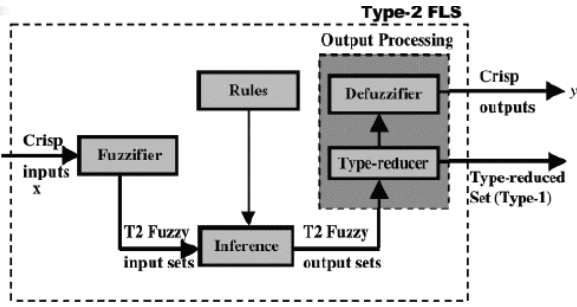 Type-2 FLS
Output Processing
Crisp
outputs
y
Defuzzifier
Rules
Crisp
inputs
x
Fuzzifier
Type-reducer
Type-reduced
Set (Type-1)
T2 Fuzzy
input sets
Inference
T2 Fuzzy
output sets